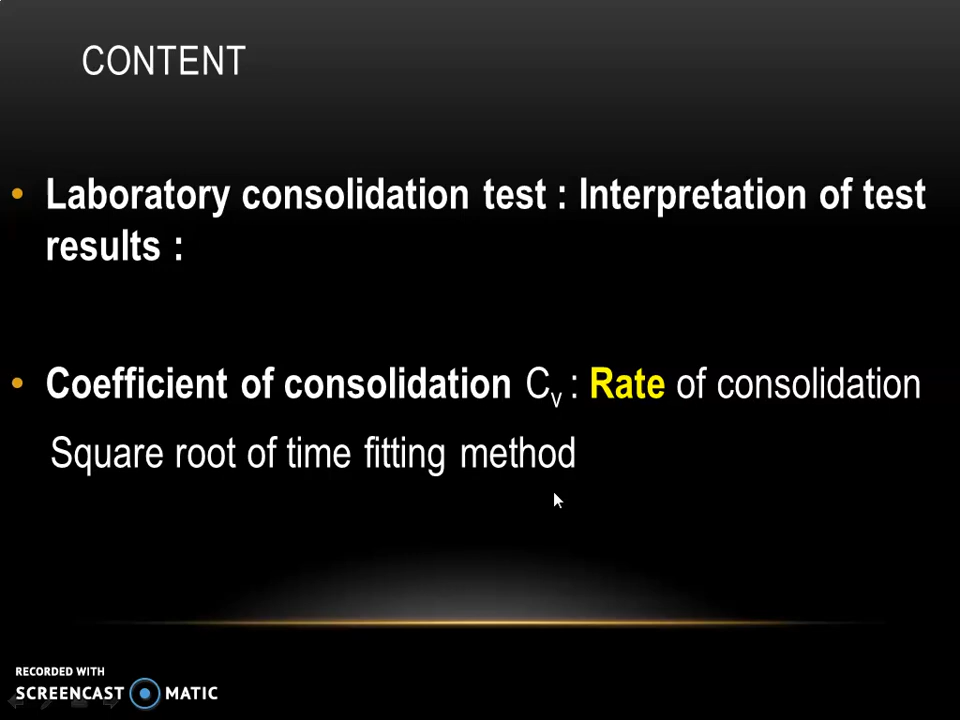 CONTENT
• Laboratory consolidation test : Interpretation of test
results :
• Coefficient of consolidation Cv : Rate of consolidation
Square root of time fitting method
RECORDED WITH
SCREENCAST MATIC